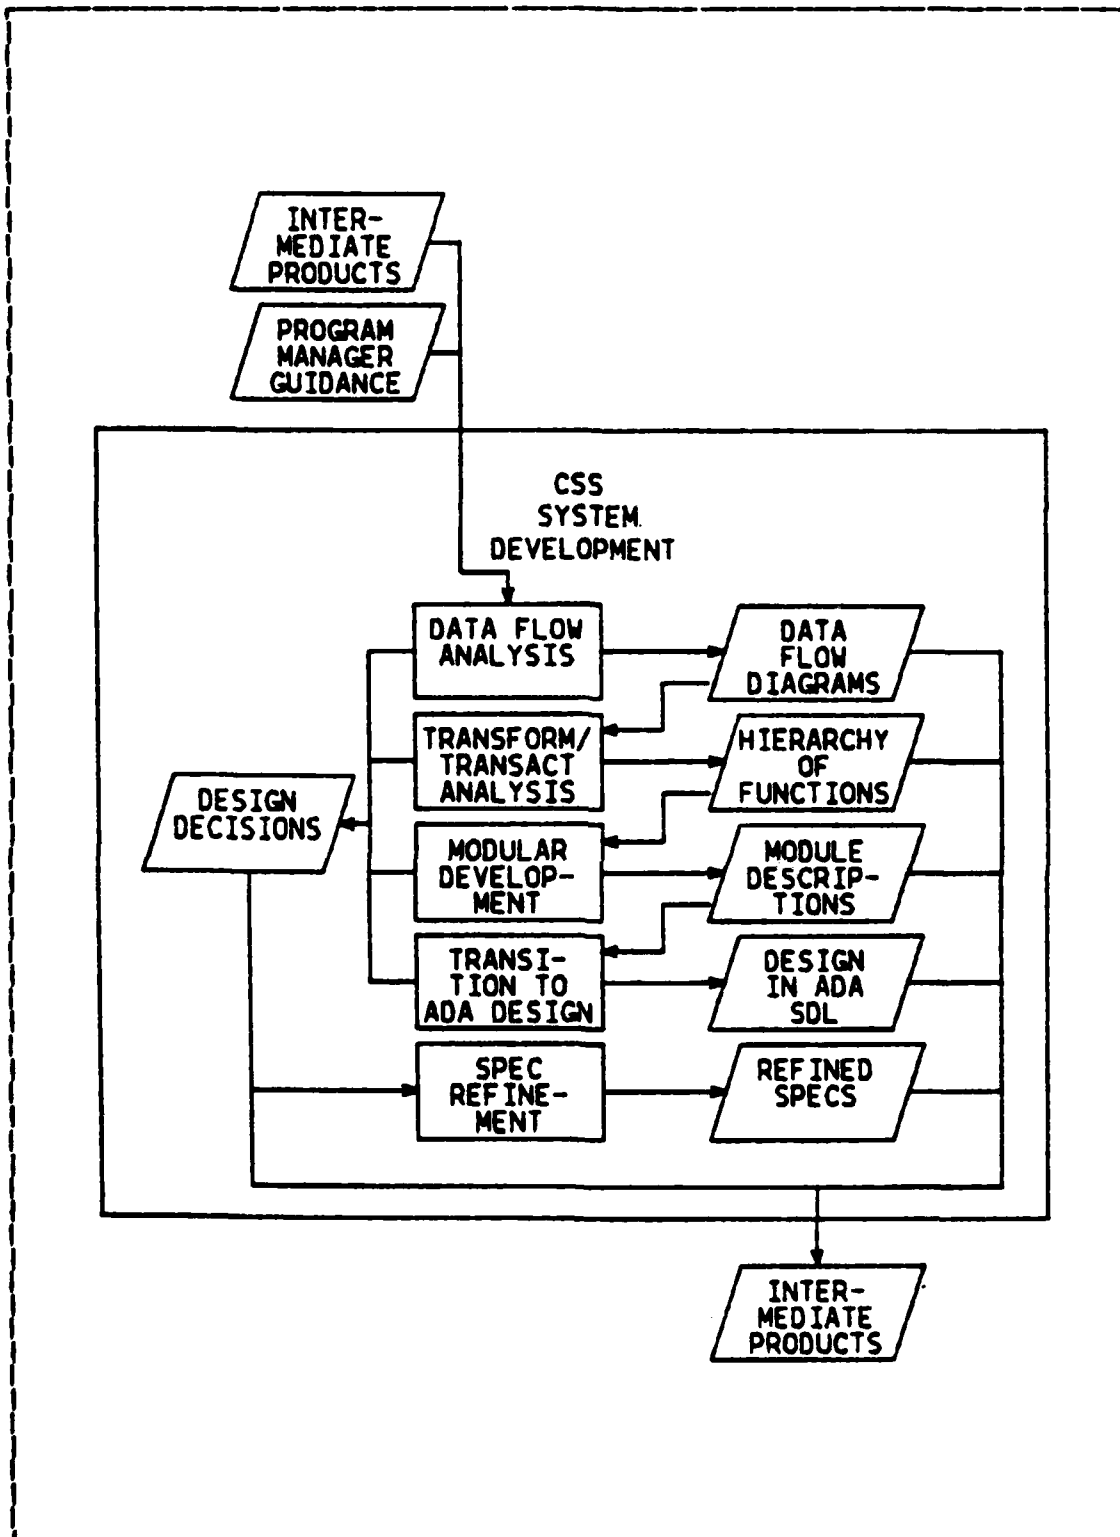 INTER-
MEDIATE
PRODUCTS
PROGRAM
MANAGER
GUIDANCE
CSS
SYSTEM
DEVELOPMENT
DATA FLOW
ANALYSIS
DATA
FLOW
DIAGRAMS
TRANSFORM/
TRANSACT
ANALYSIS
HIERARCHY
OF
FUNCTIONS
DESIGN
DECISIONS
MODULAR
DEVELOP-
MENT
MODULE
DESCRIP-
TIONS
TRANSI-
TION TO
ADA DESIGN
DESIGN
IN ADA
SDL
SPEC
REFINE-
MENT
REFINED
SPECS
INTER-
MEDIATE
PRODUCTS